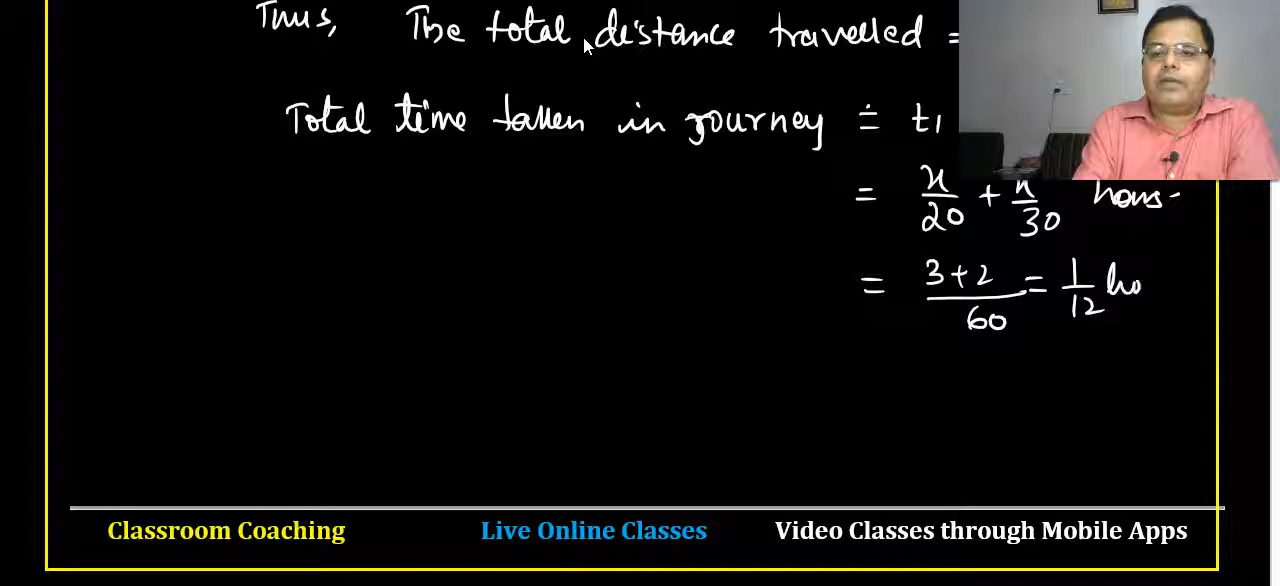 Thus, The total distance travelled =
Total time taken in journey = t1
= x/20 + x/30 hours.
= 3+2/60 = 1/12 ho
Classroom Coaching Live Online Classes Video Classes through Mobile Apps